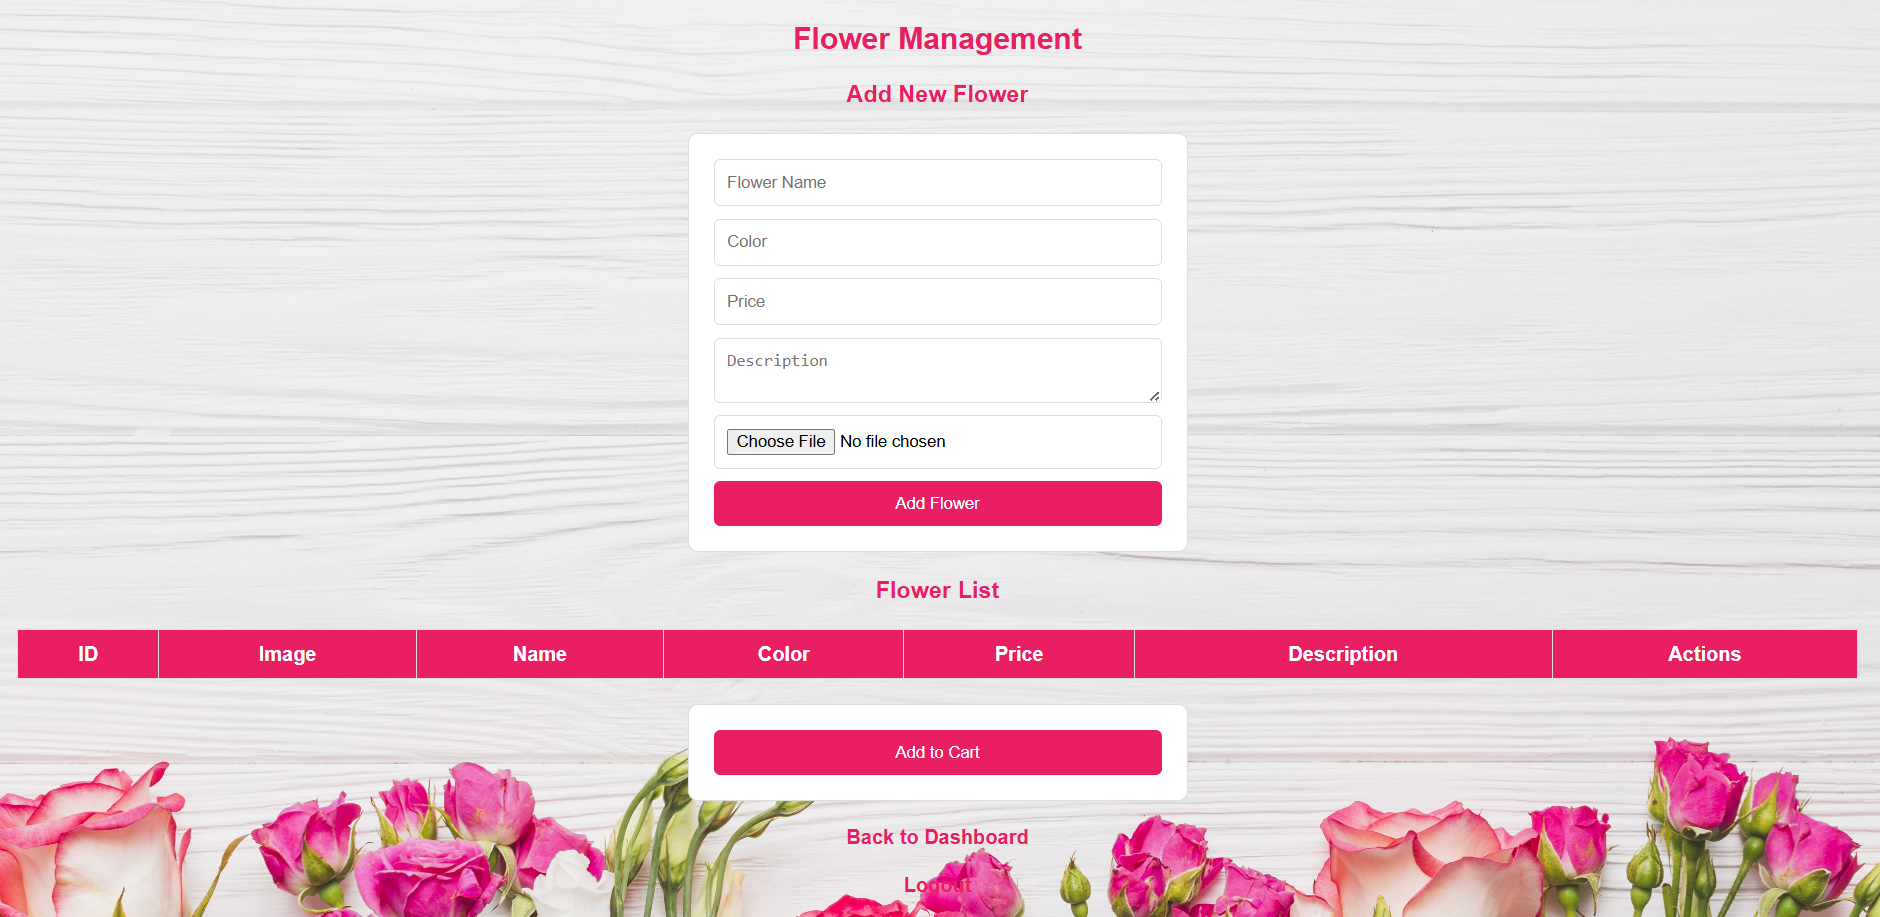 Flower Management
Add New Flower
Flower Name
Color
Price
Description
Choose File No file chosen
Add Flower
Flower List
ID Image Name Color Price Description Actions
Add to Cart
Back to Dashboard
Logout